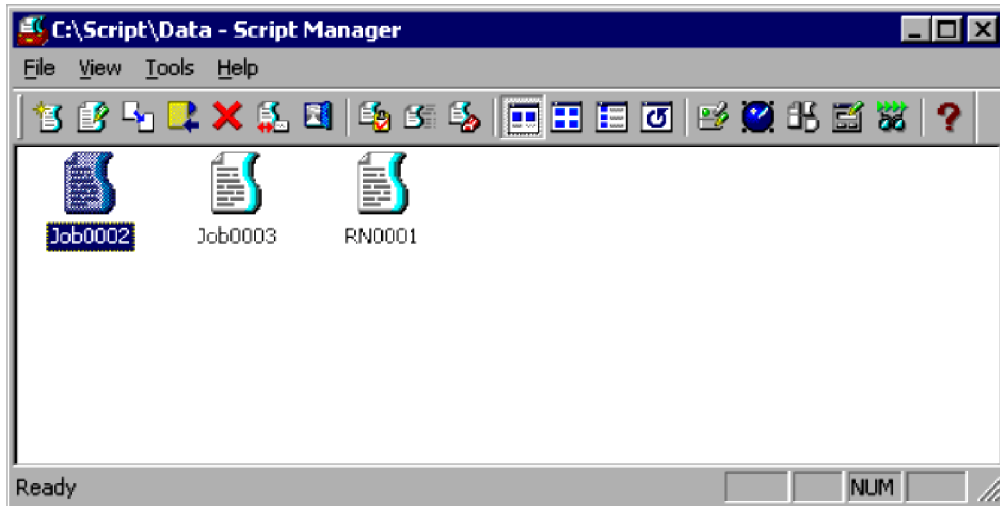 C:\Script\Data - Script Manager
File View Tools Help
Job0002 Job0003 RN0001
Ready NUM